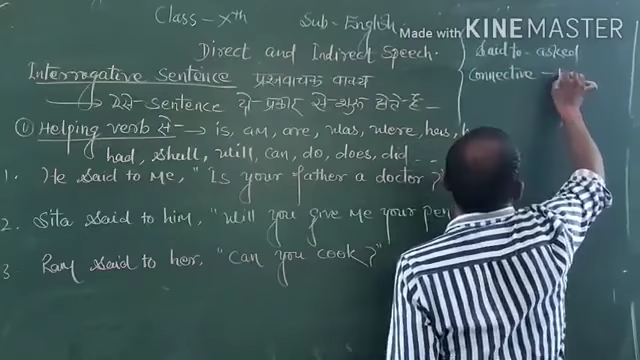 Class - Xth Sub - English
Made with KINEMASTER
Direct and Indirect Speech.
Said to - asked
Connective -
Interrogative Sentence प्रश्नवाचक वाक्य
→ ऐसे Sentence दो प्रकार से शुरू होते हैं -
① Helping verb से - → is, am, are, was, were, has,
had, shall, will, can, do, does, did ...
1. He said to me, "Is your father a doctor?"
2. Sita said to him, "Will you give me your pen
3. Ram said to her, "Can you cook?"